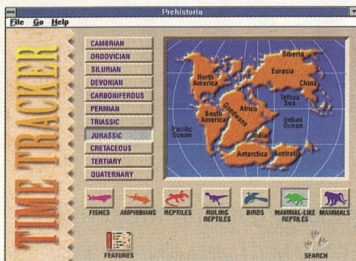 Prehistoria
File Go Help
TIME TRACKER
CAMBRIAN
ORDOVICIAN
SILURIAN
DEVONIAN
CARBONIFEROUS
PERMIAN
TRIASSIC
JURASSIC
CRETACEOUS
TERTIARY
QUATERNARY
Siberia
North America
Eurasia
China
Tethys Sea
South America
Gondwana
Africa
Pacific Ocean
Indian Ocean
India
Antarctica
Australia
FISHES
AMPHIBIANS
REPTILES
RULING REPTILES
BIRDS
MAMMAL-LIKE REPTILES
MAMMALS
FEATURES
SEARCH